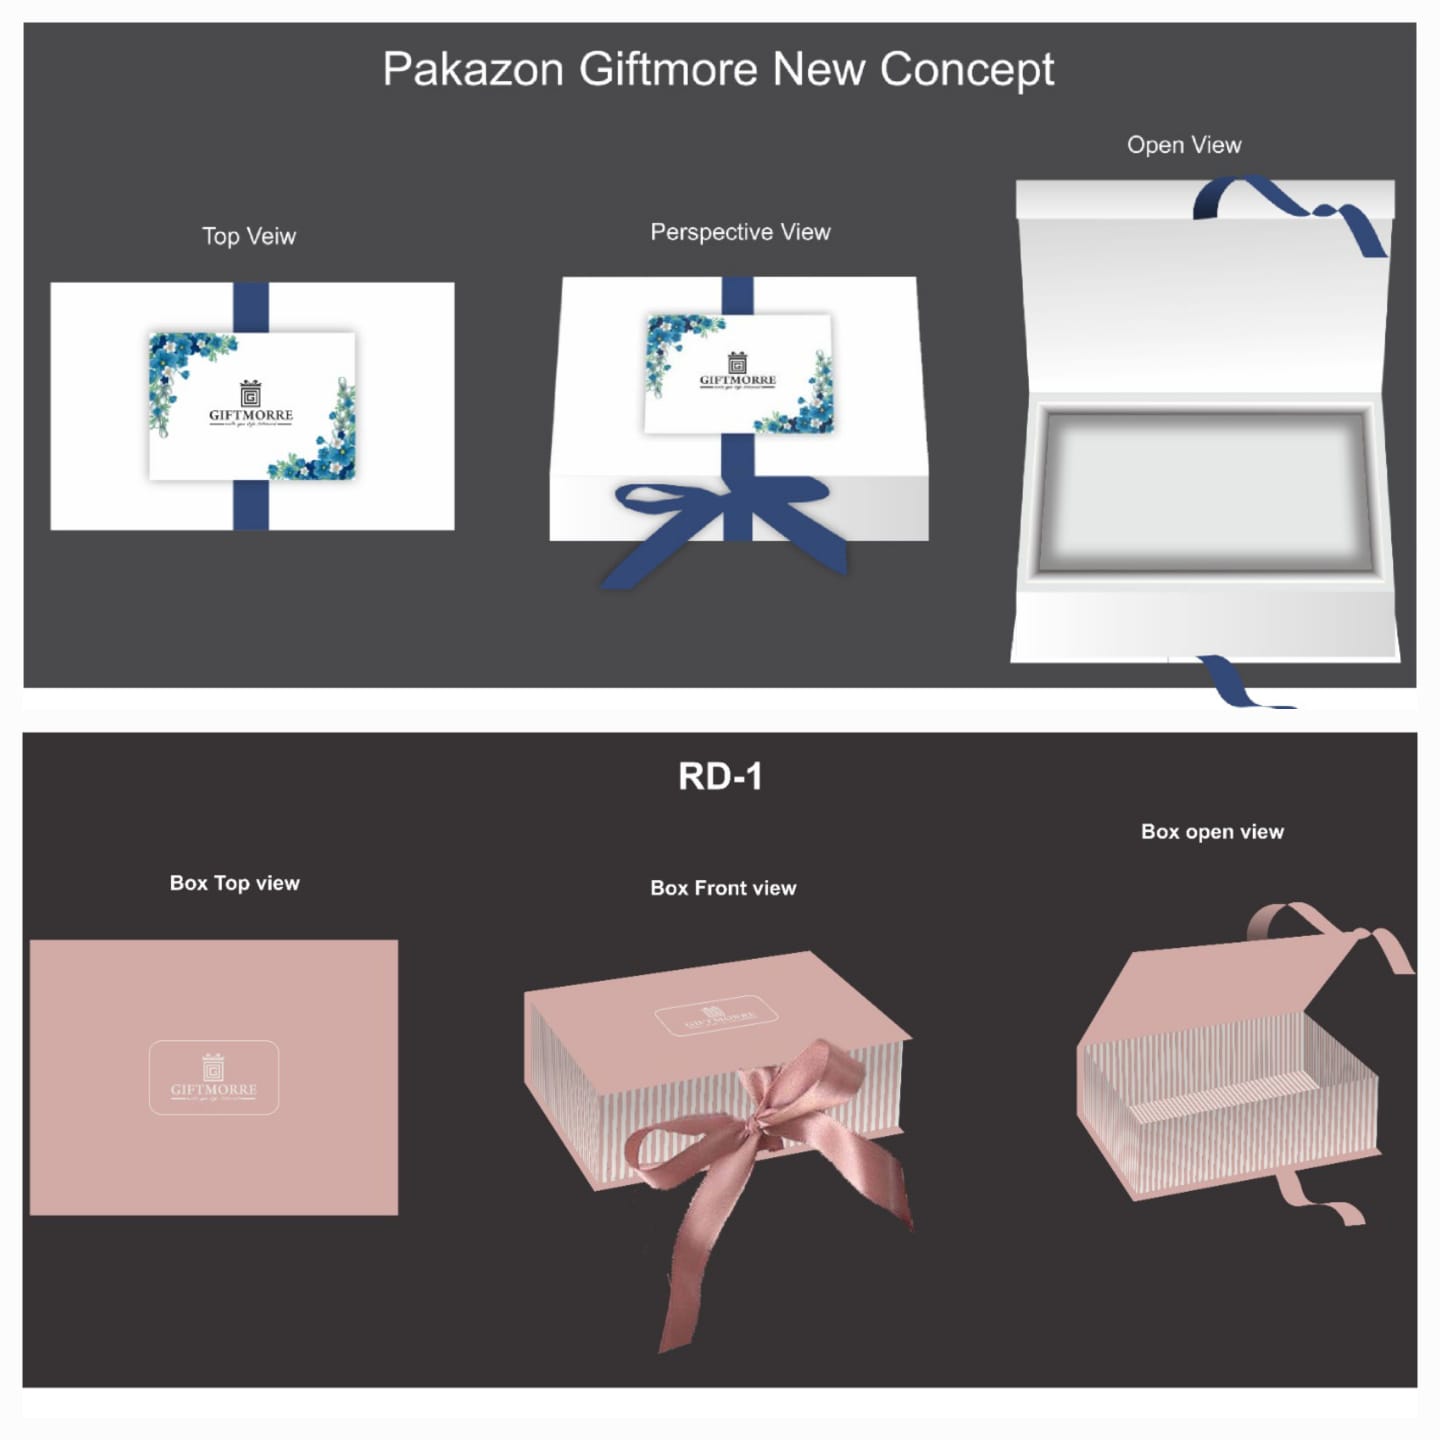 Pakazon Giftmore New Concept
Open View
Top Veiw
Perspective View
GIFTMORRE
GIFTMORRE
RD-1
Box open view
Box Top view
Box Front view
GIFTMORRE
GIFTMORRE